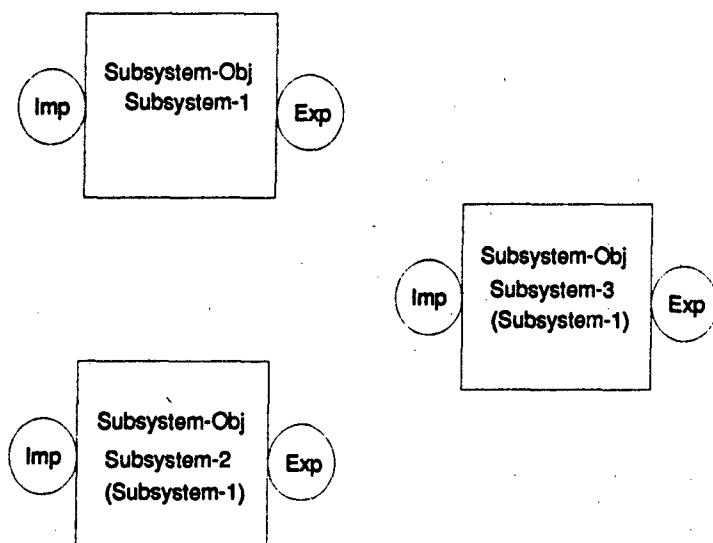 Subsystem-Obj
Imp
Subsystem-1
Exp
Subsystem-Obj
Imp
Subsystem-3
Exp
(Subsystem-1)
Subsystem-Obj
Imp
Subsystem-2
Exp
(Subsystem-1)